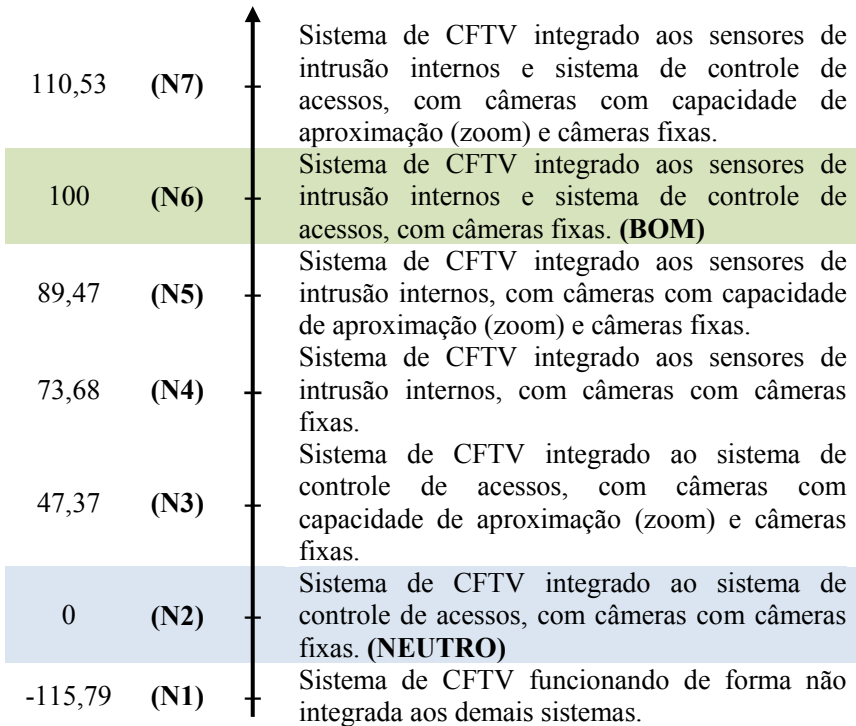 Sistema de CFTV integrado aos sensores de
intrusão internos e sistema de controle de
110,53 (N7) acessos, com câmeras com capacidade de
aproximação (zoom) e câmeras fixas.
Sistema de CFTV integrado aos sensores de
100 (N6) intrusão internos e sistema de controle de
acessos, com câmeras fixas. (BOM)
Sistema de CFTV integrado aos sensores de
89,47 (N5) intrusão internos, com câmeras com capacidade
de aproximação (zoom) e câmeras fixas.
Sistema de CFTV integrado aos sensores de
73,68 (N4) intrusão internos, com câmeras com câmeras
fixas.
Sistema de CFTV integrado ao sistema de
controle de acessos, com câmeras com
47,37 (N3) capacidade de aproximação (zoom) e câmeras
fixas.
Sistema de CFTV integrado ao sistema de
0 (N2) controle de acessos, com câmeras com câmeras
fixas. (NEUTRO)
-115,79 (N1) Sistema de CFTV funcionando de forma não
integrada aos demais sistemas.